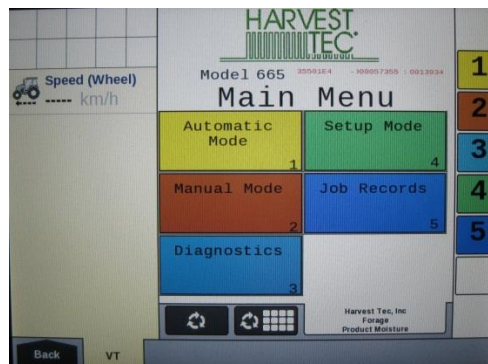 HARVEST
TEC
Model 665
Main Menu
Speed (Wheel)
----- km/h
Automatic
Mode
1
Setup Mode
4
Manual Mode
2
Job Records
5
Diagnostics
3
1
2
3
4
5
Harvest Tec, Inc
Forage
Product Moisture
Back
VT